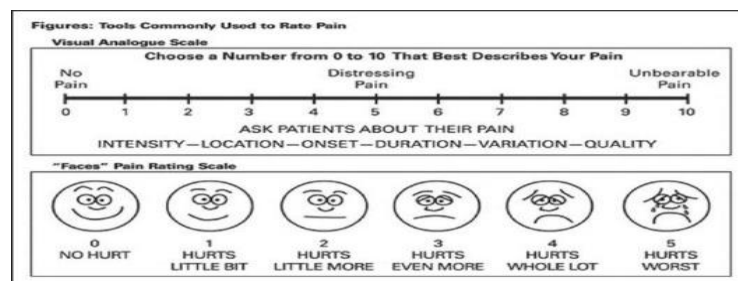 Figures: Tools Commonly Used to Rate Pain
Visual Analogue Scale
Choose a Number from 0 to 10 That Best Describes Your Pain
No Distressing Unbearable
Pain Pain Pain
0 1 2 3 4 5 6 7 8 9 10
ASK PATIENTS ABOUT THEIR PAIN
INTENSITY—LOCATION—ONSET—DURATION—VARIATION—QUALITY
"Faces" Pain Rating Scale
0 1 2 3 4 5
NO HURT HURTS HURTS HURTS HURTS HURTS
LITTLE BIT LITTLE MORE EVEN MORE WHOLE LOT WORST